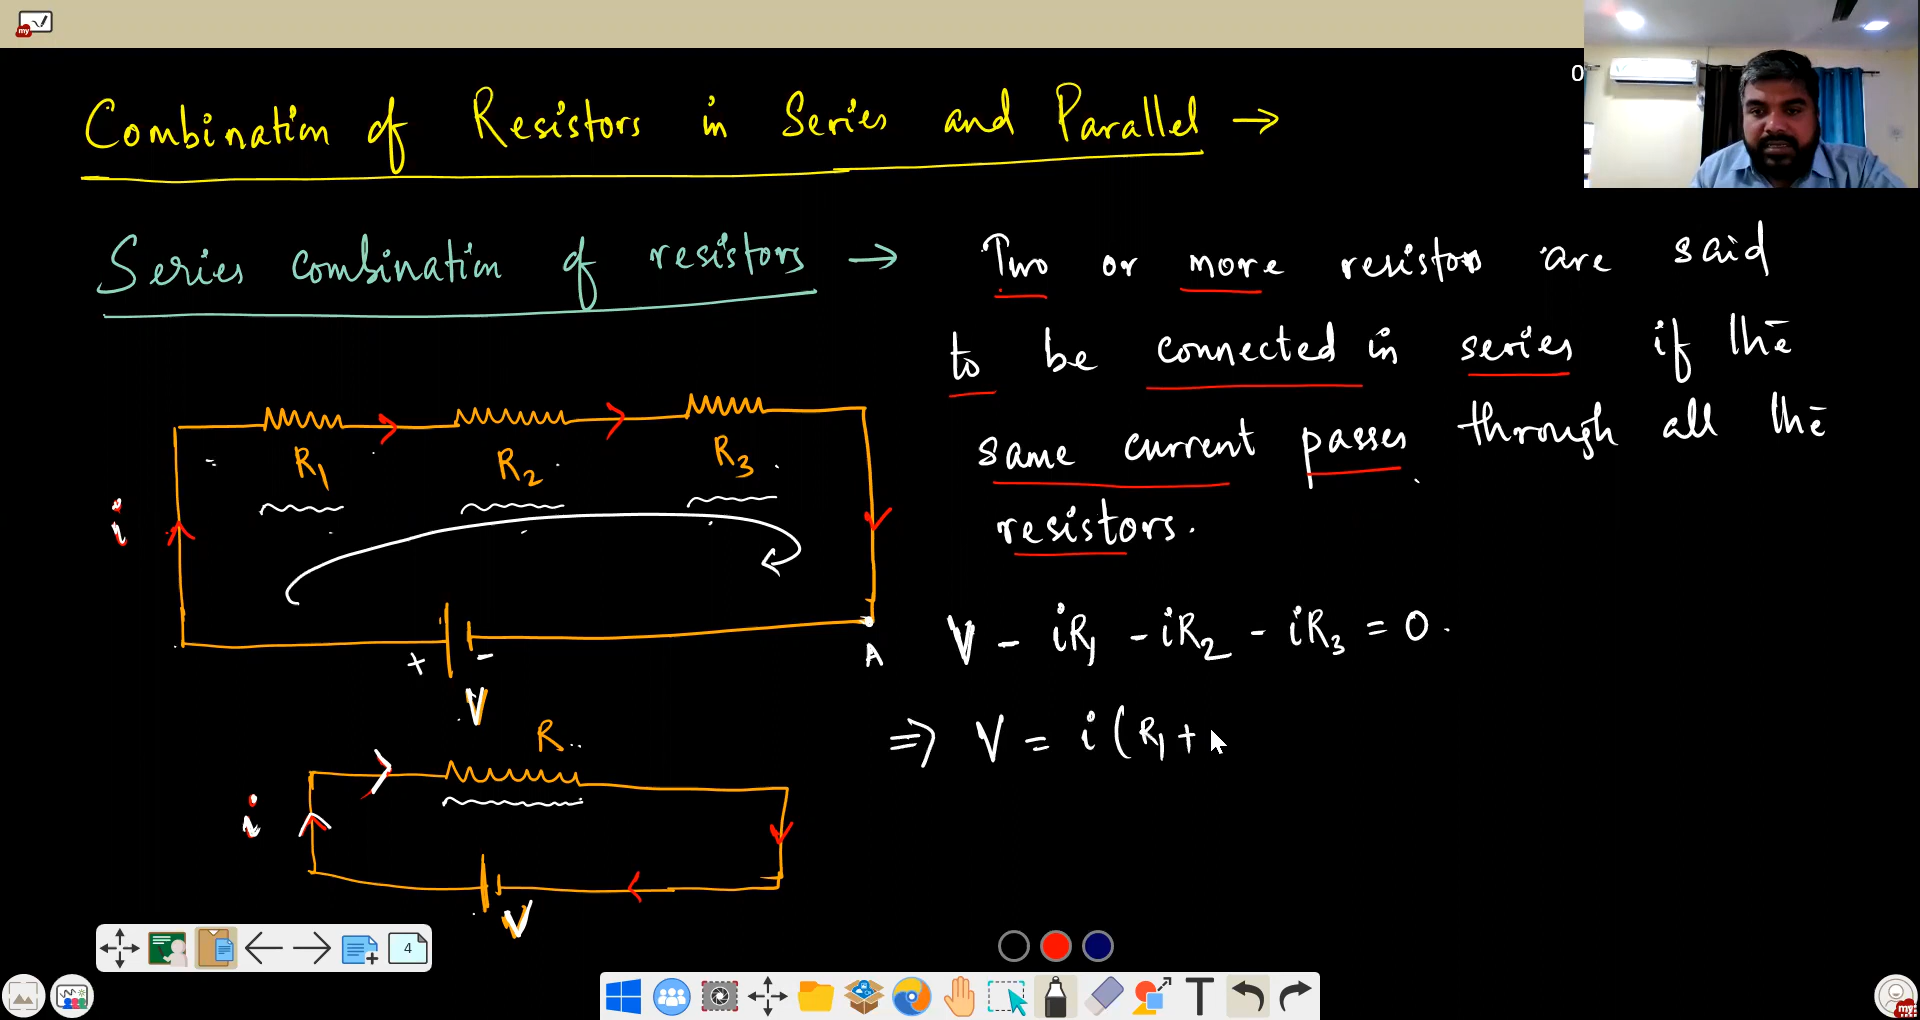 Combination of Resistors in Series and Parallel →
Series combination of resistors →
Two or more resistors are said
to be connected in series if the
same current passes through all the
resistors.
R1 R2 R3
i
+ -
V
A
V - iR1 - iR2 - iR3 = 0.
⇒ V = i (R1 +
R
i
V
4